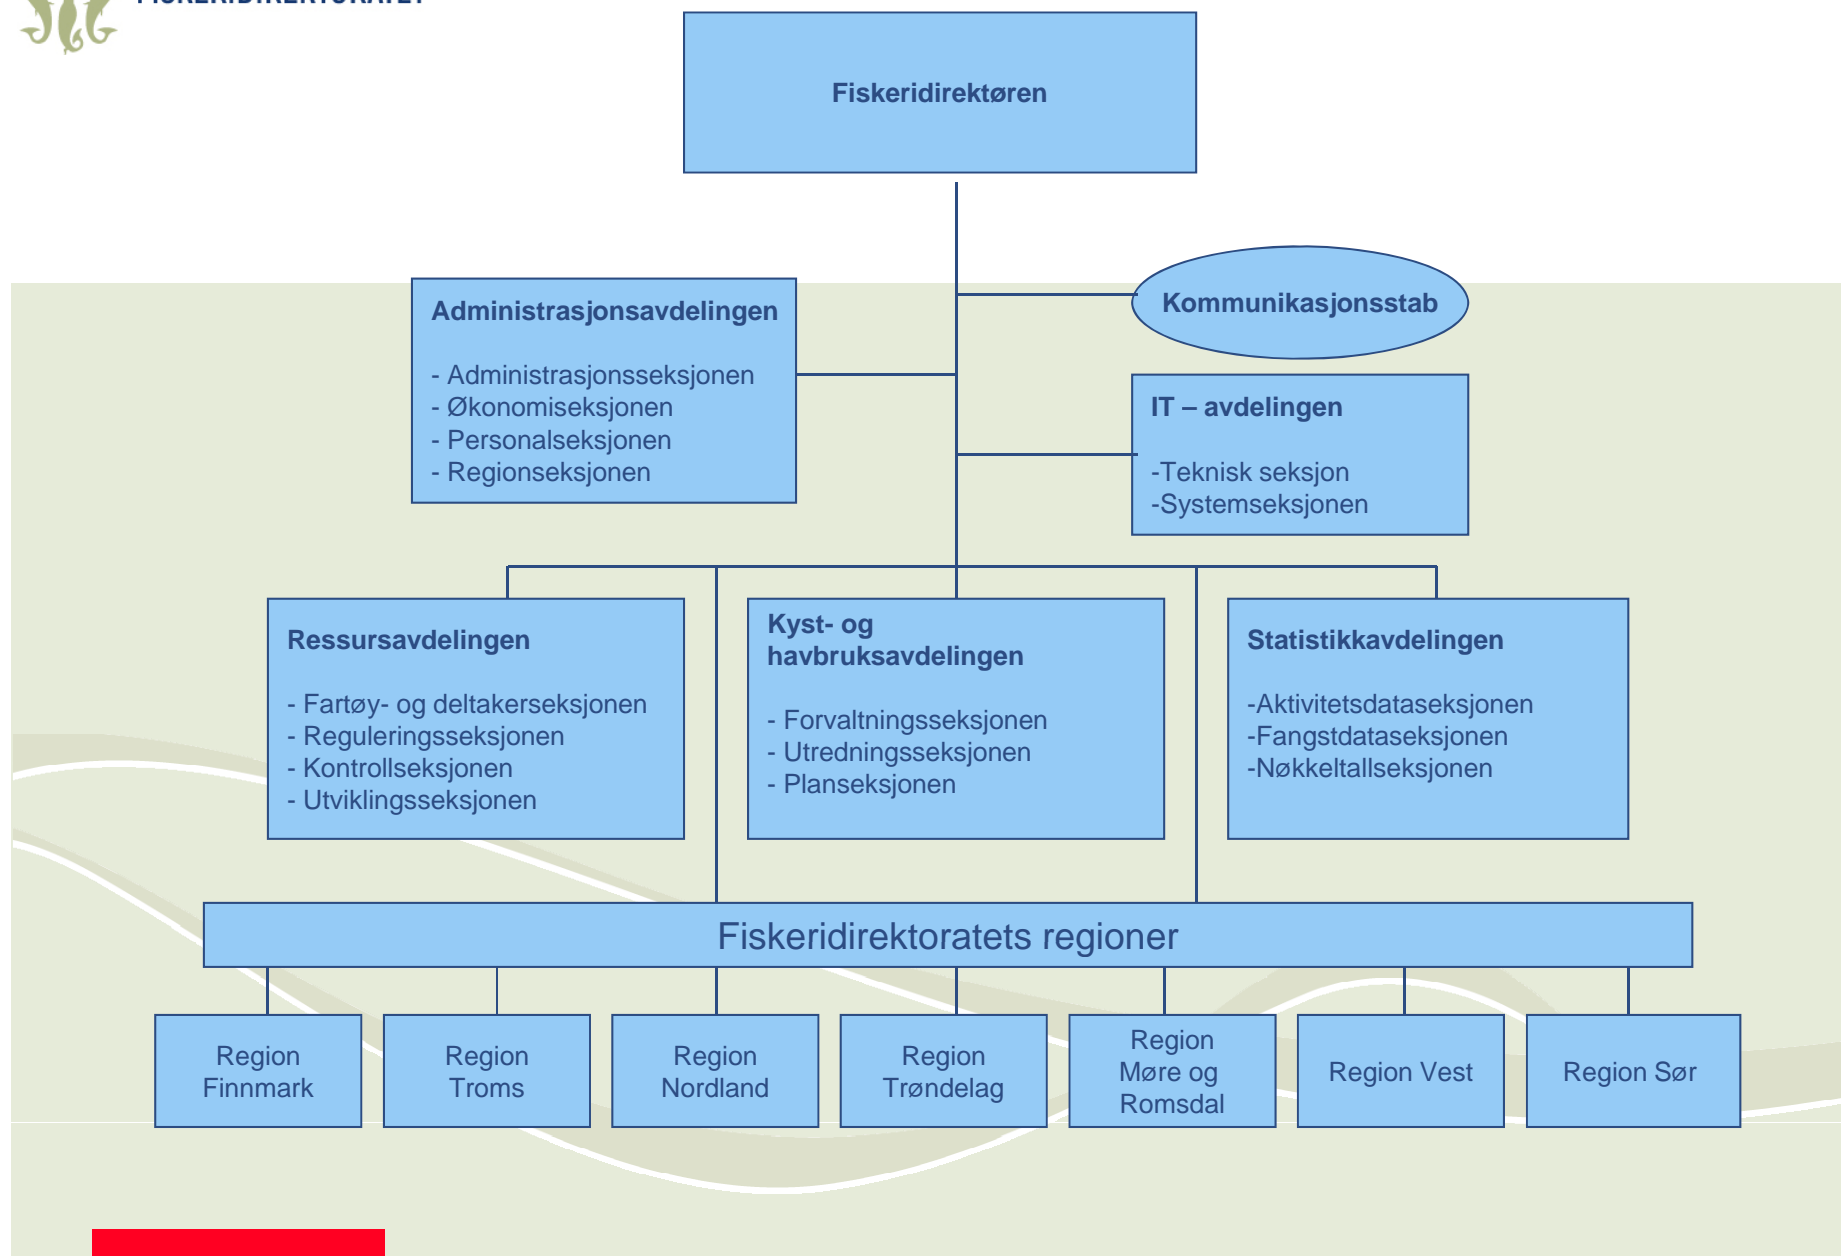 FISKERIDIREKTORATET
Fiskeridirektøren
Administrasjonsavdelingen
- Administrasjonsseksjonen
- Økonomiseksjonen
- Personalseksjonen
- Regionseksjonen
Kommunikasjonsstab
IT – avdelingen
-Teknisk seksjon
-Systemseksjonen
Ressursavdelingen
- Fartøy- og deltakerseksjonen
- Reguleringsseksjonen
- Kontrollseksjonen
- Utviklingsseksjonen
Kyst- og
havbruksavdelingen
- Forvaltningsseksjonen
- Utredningsseksjonen
- Planseksjonen
Statistikkavdelingen
-Aktivitetsdataseksjonen
-Fangstdataseksjonen
-Nøkkeltallseksjonen
Fiskeridirektoratets regioner
Region
Finnmark
Region
Troms
Region
Nordland
Region
Trøndelag
Region
Møre og
Romsdal
Region Vest
Region Sør